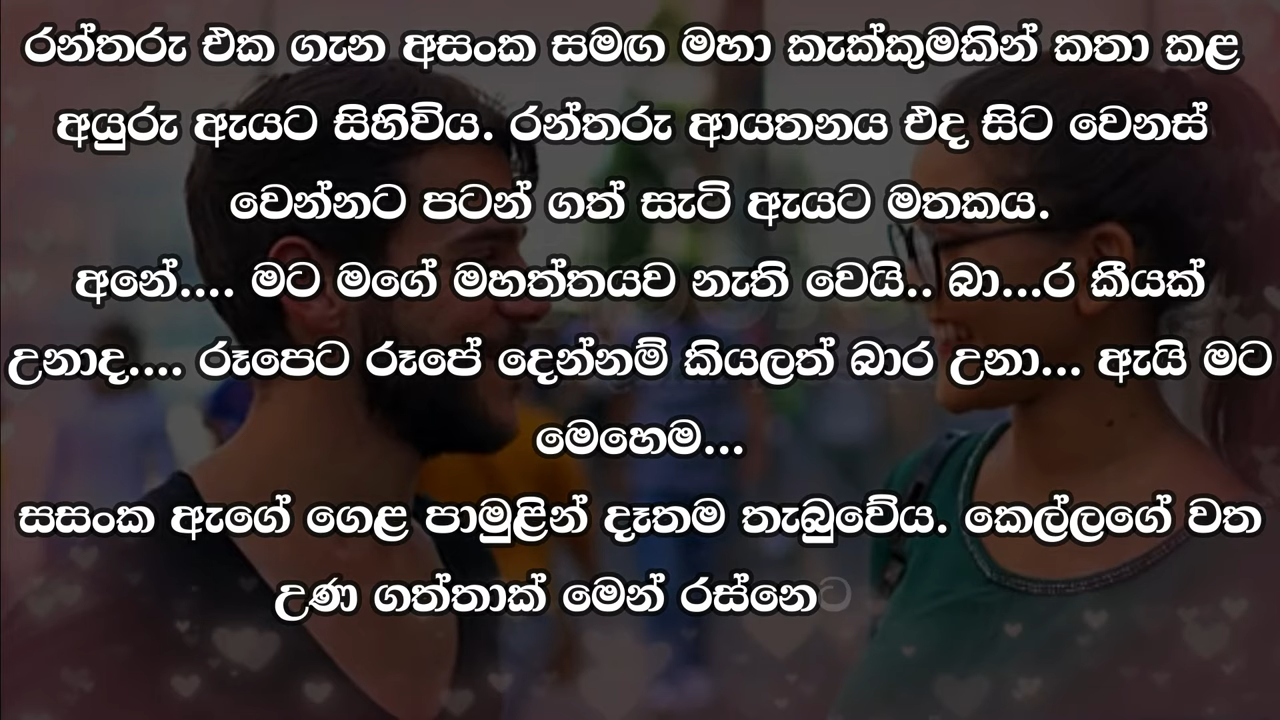 රන්තරු එක ගැන අසංක සමඟ මහා කැක්කුමකින් කතා කළ
අයුරු ඇයට සිහිවිය. රන්තරු ආයතනය එදා සිට වෙනස්
වෙන්නට පටන් ගත් සැටි ඇයට මතකය.
අනේ.... මට මගේ මහත්තයව නැති වෙයි.. බා...ර කීයක්
උනාද.... රූපෙට රූපේ දෙන්නම් කියලත් බාර උනා... ඇයි මට
මෙහෙම...
සසංක ඇගේ ගෙළ පාමුළින් දෑතම තැබුවේය. කෙල්ලගේ වත
උණ ගත්තාක් මෙන් රස්නෙට